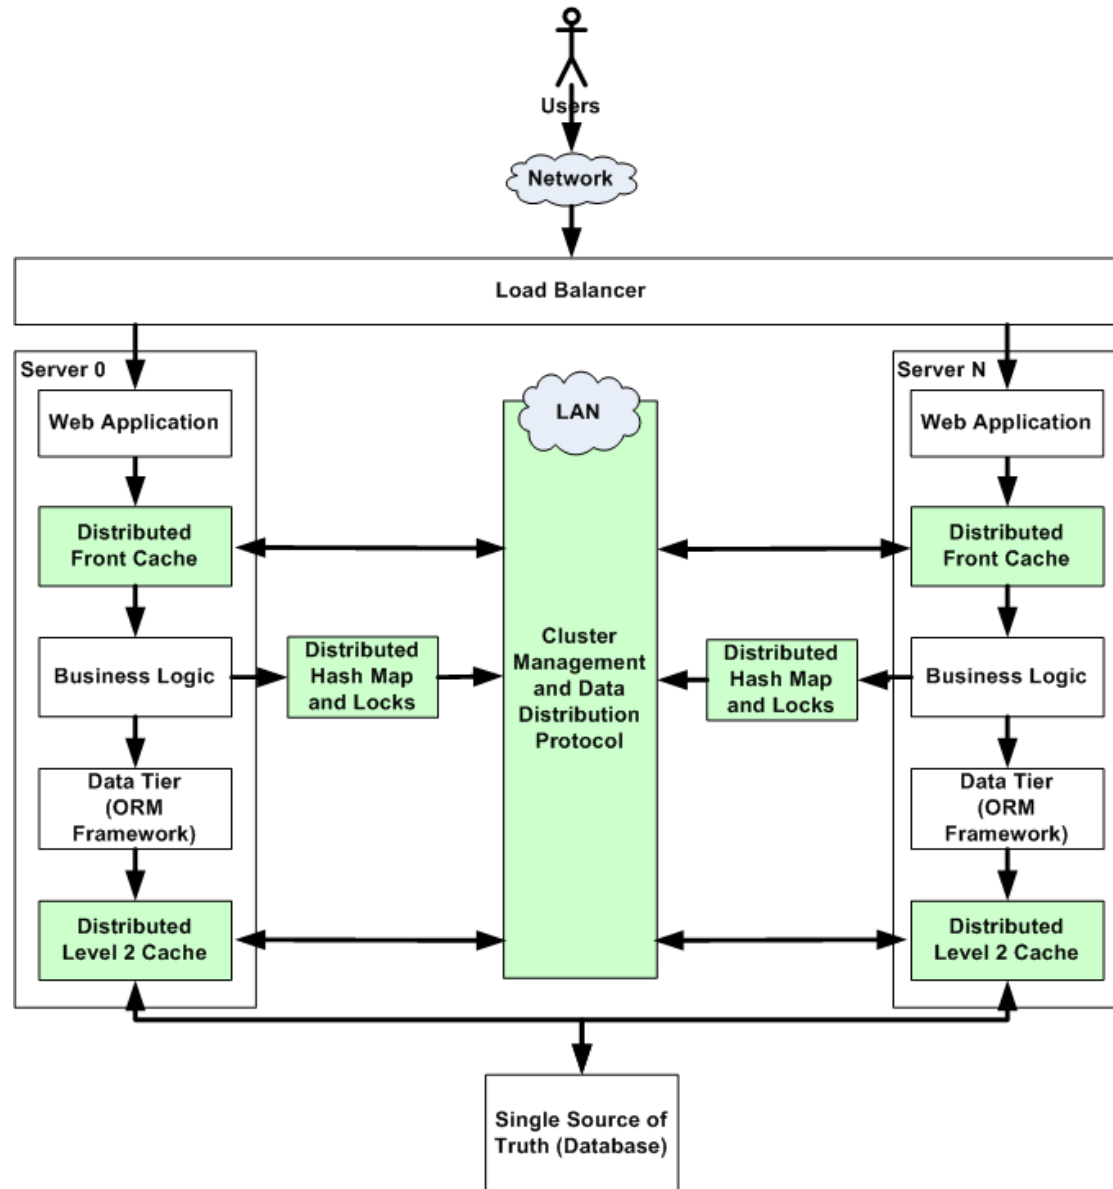 Users
Network
Load Balancer
Server 0
Server N
LAN
Web Application
Web Application
Distributed
Front Cache
Distributed
Front Cache
Business Logic
Distributed
Hash Map
and Locks
Cluster
Management
and Data
Distribution
Protocol
Distributed
Hash Map
and Locks
Business Logic
Data Tier
(ORM
Framework)
Data Tier
(ORM
Framework)
Distributed
Level 2 Cache
Distributed
Level 2 Cache
Single Source of
Truth (Database)